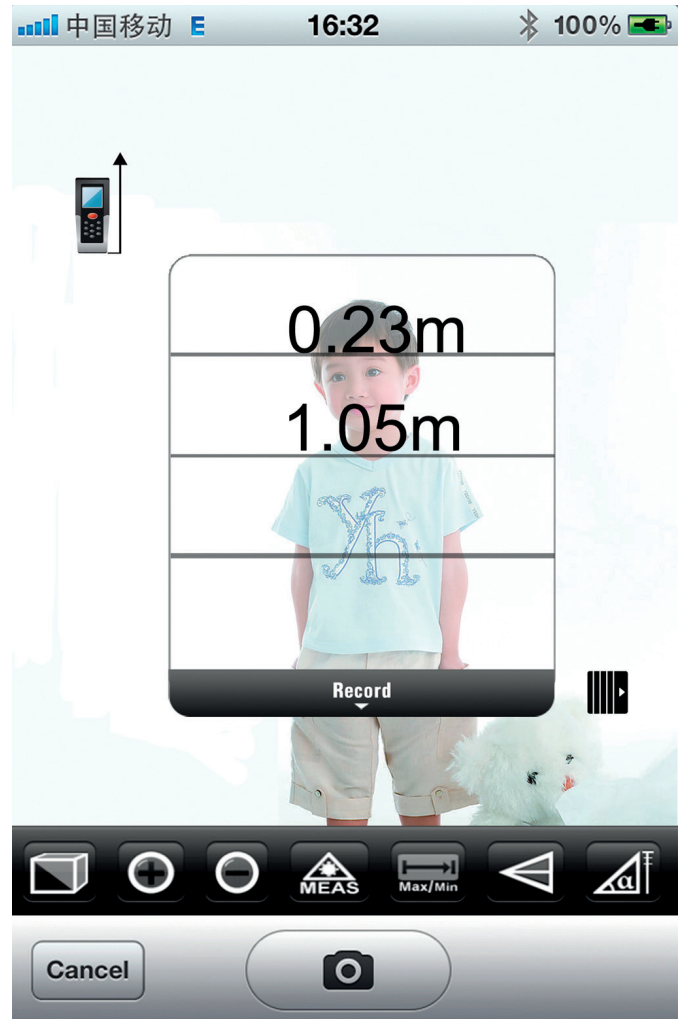 中国移动 E 16:32 100%
0.23m
1.05m
Yh
Record
MEAS Max/Min α
Cancel